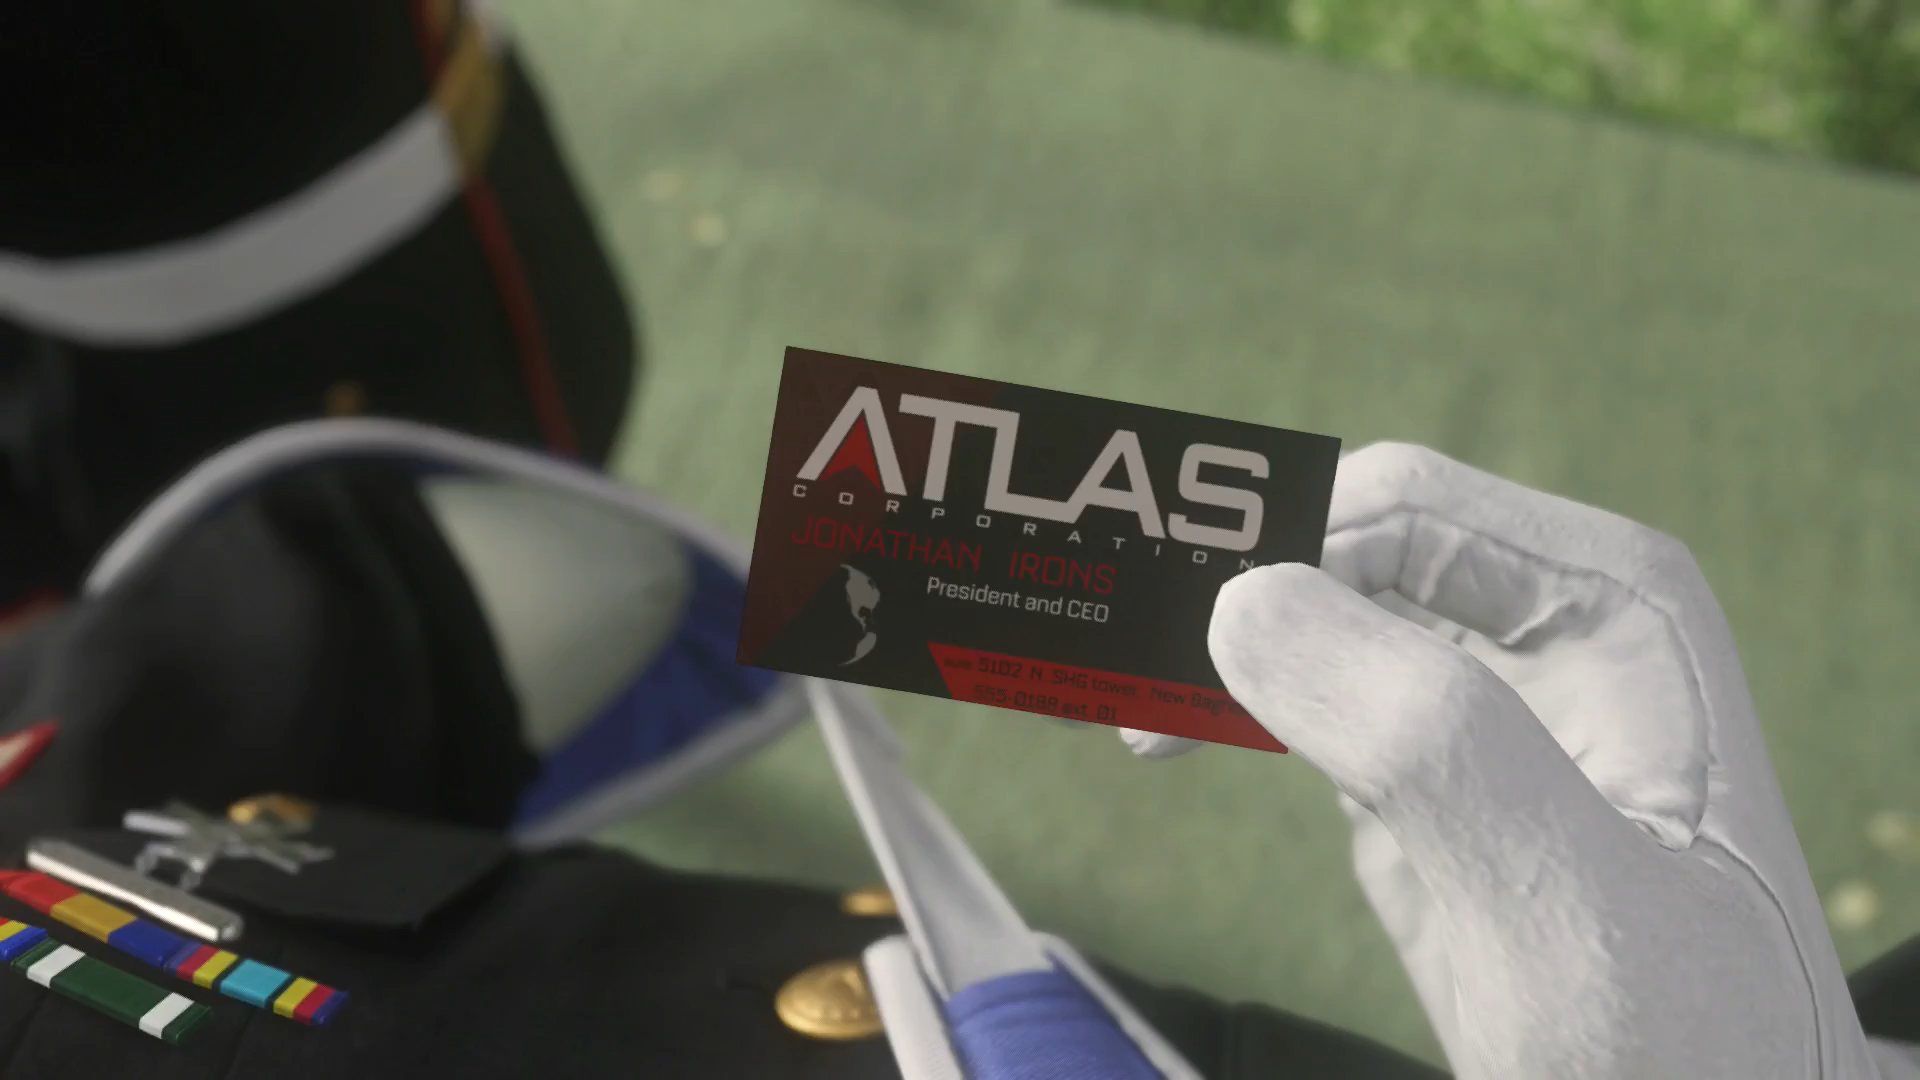 ATLAS
CORPORATION
JONATHAN IRONS
President and CEO
5102 N. SHG tower, New
555-0188 ext. 01